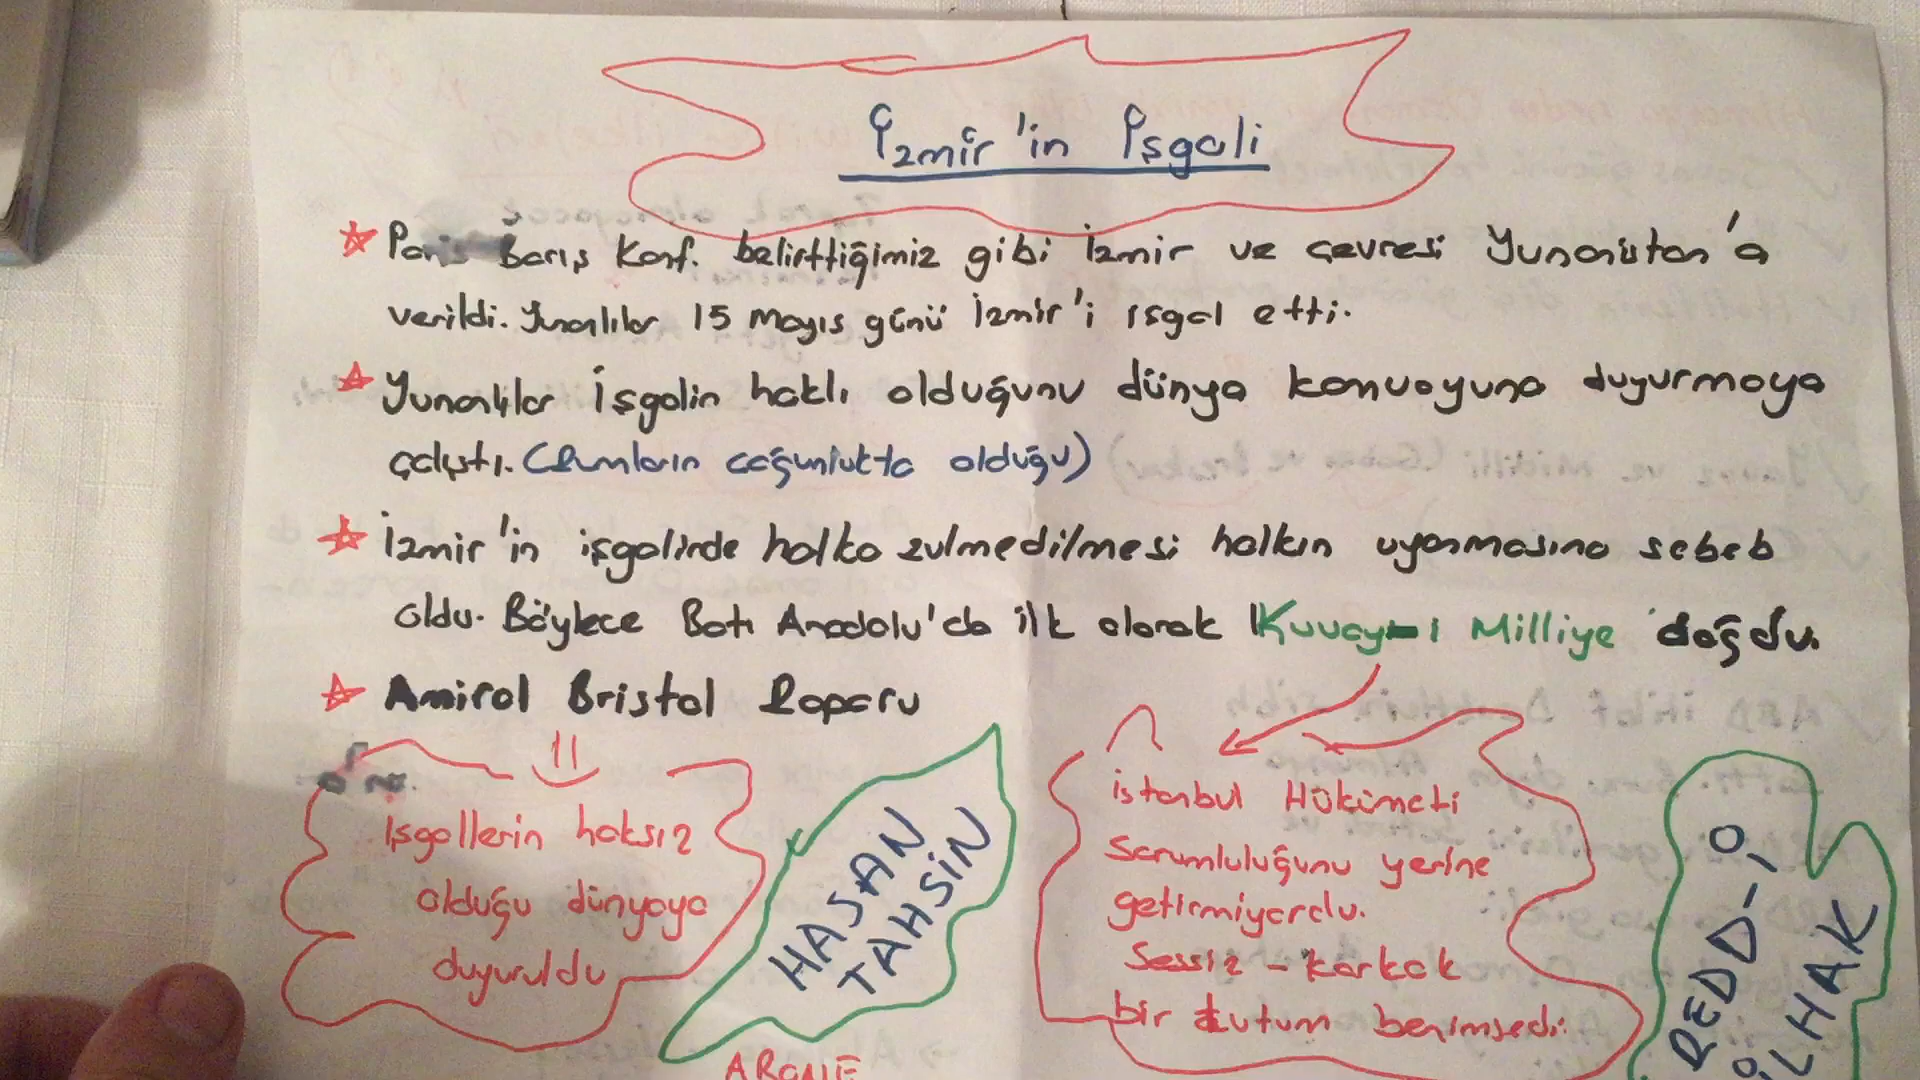 İzmir'in İşgali
Paris Barış Konf. belirttiğimiz gibi İzmir ve çevresi Yunanistan'a
verildi. Yunanlılar 15 Mayıs günü İzmir'i işgal etti.
Yunanlılar İşgalin haklı olduğunu dünya kamuoyuna duyurmaya
çalıştı. (Rumların çoğunlukta olduğu)
İzmir'in işgalinde halka zulmedilmesi halkın uyanmasına sebeb
oldu. Böylece Batı Anadolu'da ilk olarak Kuvay-ı Milliye doğdu.
Amiral Bristol Raporu
İşgallerin haksız
olduğu dünyaya
duyuruldu
HASAN
TAHSİN
İstanbul Hükümeti
Sorumluluğunu yerine
getirmiyordu.
Sessiz - korkak
bir tutum benimsedi.
REDD-İ
İLHAK